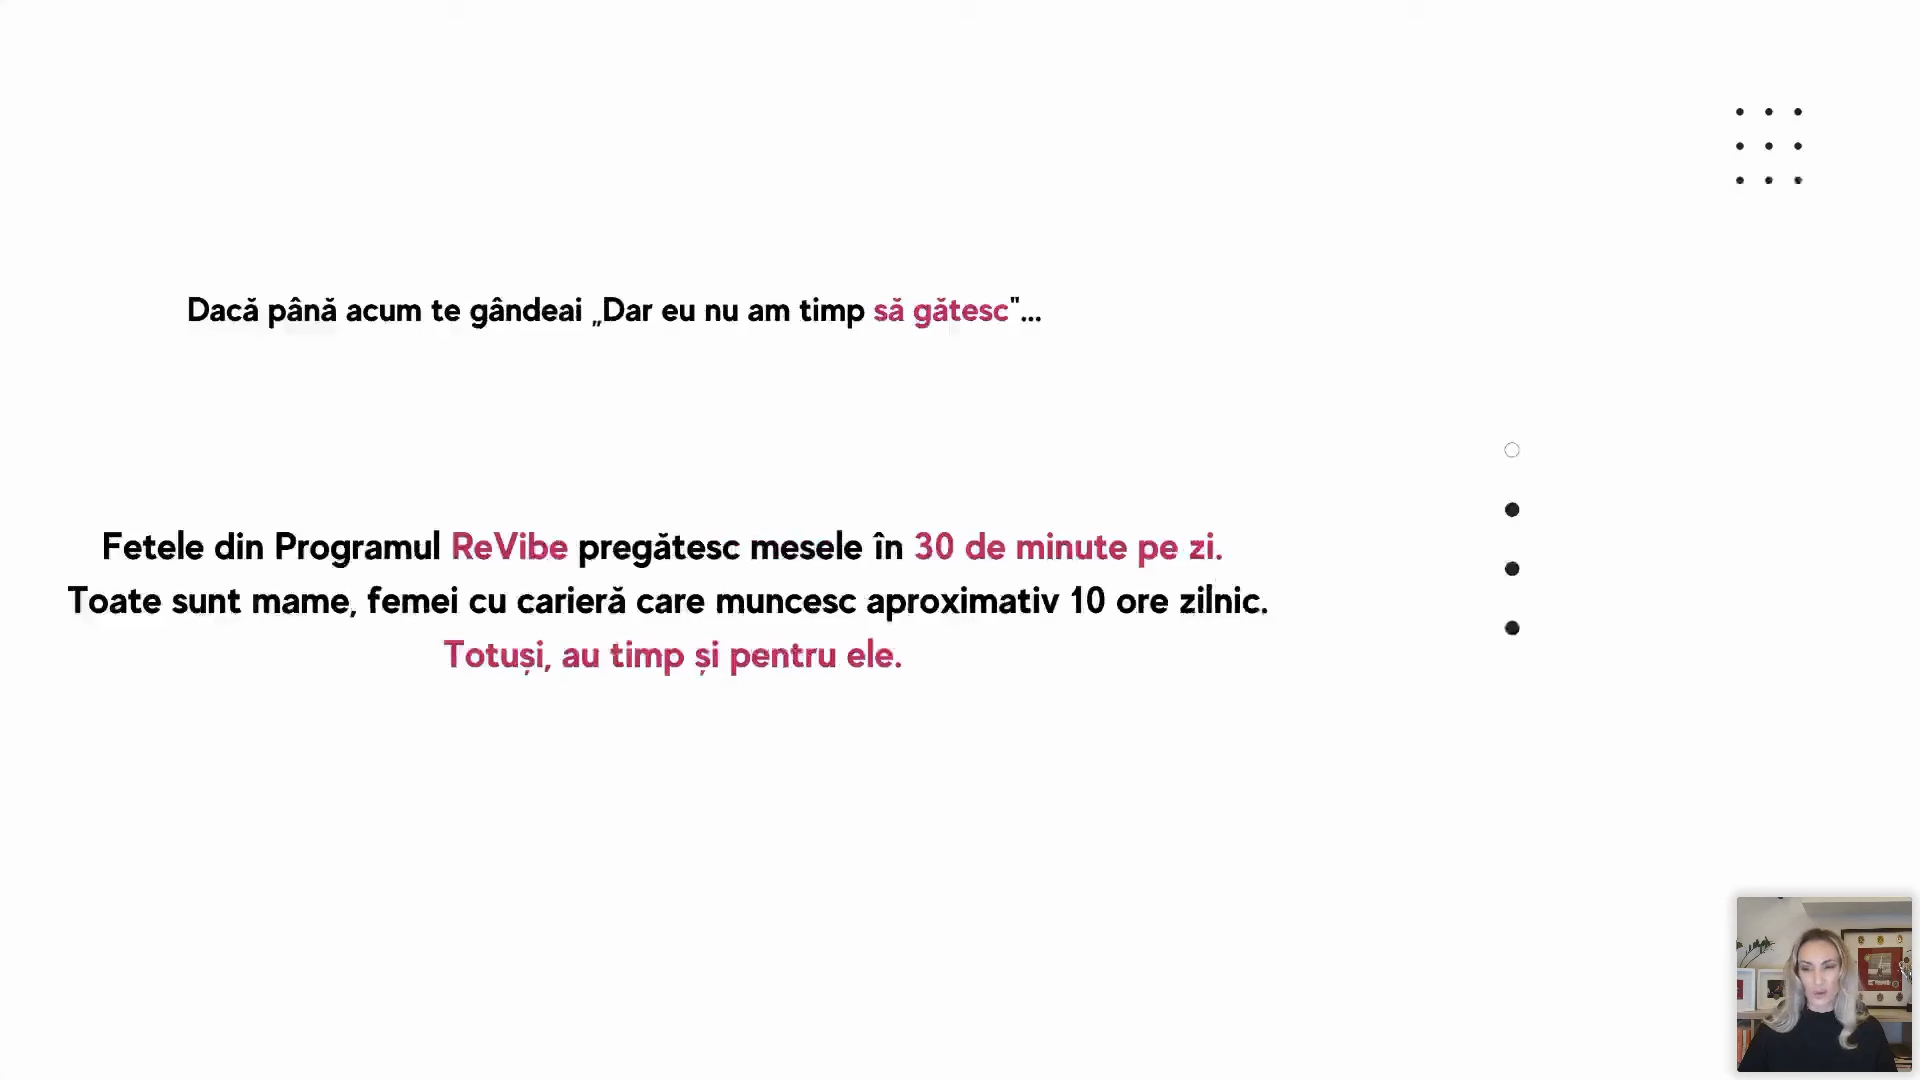 Dacă până acum te gândeai „Dar eu nu am timp să gătesc"...
Fetele din Programul ReVibe pregătesc mesele în 30 de minute pe zi.
Toate sunt mame, femei cu carieră care muncesc aproximativ 10 ore zilnic.
Totuși, au timp și pentru ele.